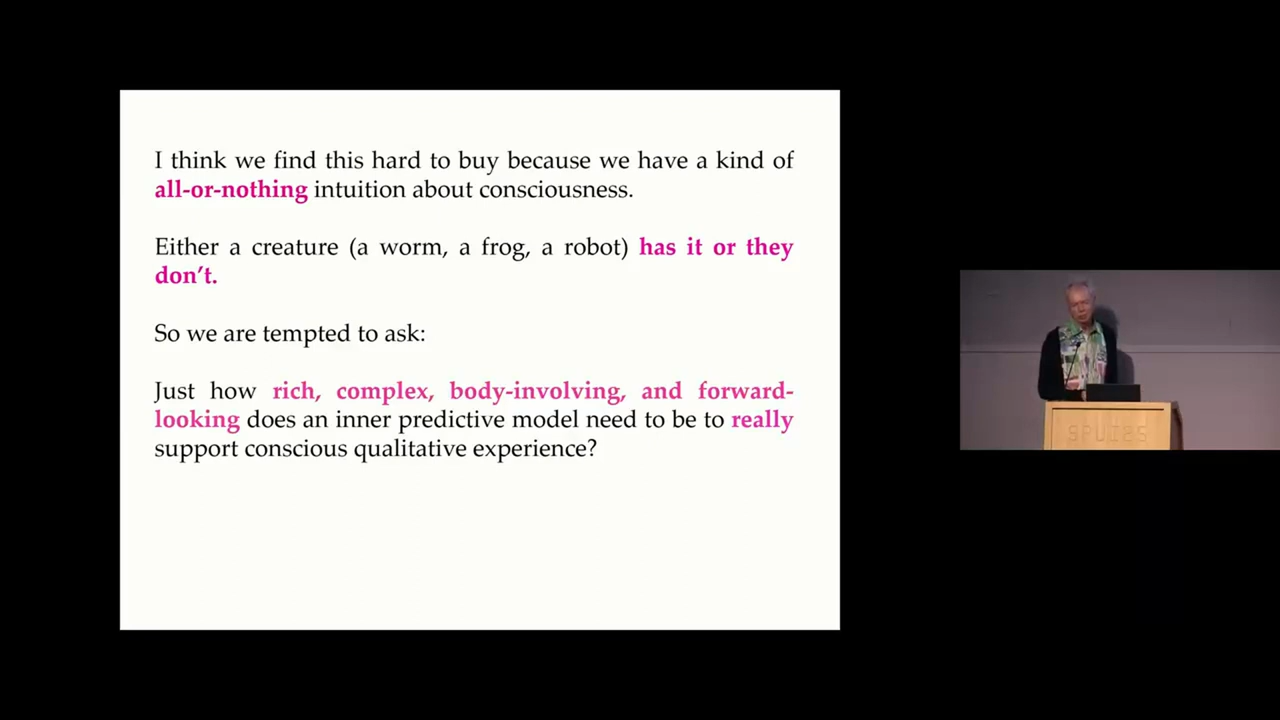 I think we find this hard to buy because we have a kind of
all-or-nothing intuition about consciousness.
Either a creature (a worm, a frog, a robot) has it or they
don't.
So we are tempted to ask:
Just how rich, complex, body-involving, and forward-
looking does an inner predictive model need to be to really
support conscious qualitative experience?
SPUI25